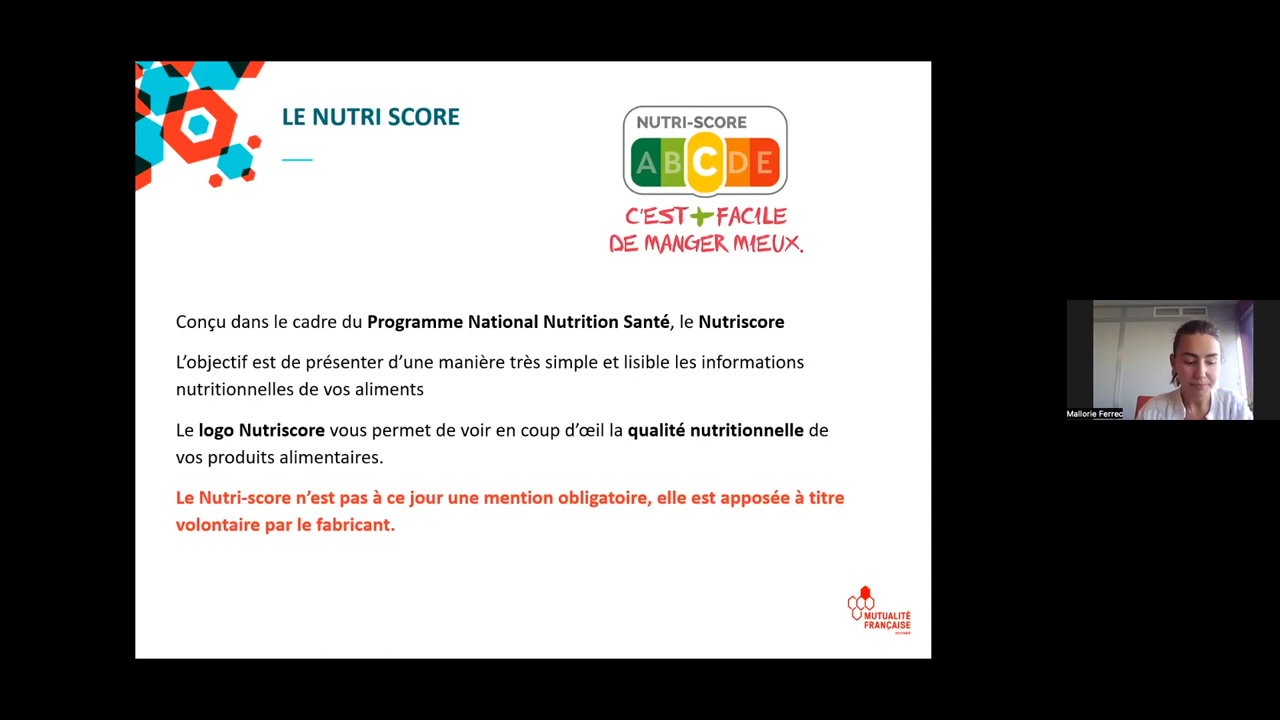 LE NUTRI SCORE
NUTRI-SCORE
A B C D E
C'EST + FACILE
DE MANGER MIEUX.
Conçu dans le cadre du Programme National Nutrition Santé, le Nutriscore
L’objectif est de présenter d’une manière très simple et lisible les informations
nutritionnelles de vos aliments
Le logo Nutriscore vous permet de voir en coup d’œil la qualité nutritionnelle de
vos produits alimentaires.
Le Nutri-score n’est pas à ce jour une mention obligatoire, elle est apposée à titre
volontaire par le fabricant.
Mallorie Ferrec
MUTUALITÉ
FRANÇAISE